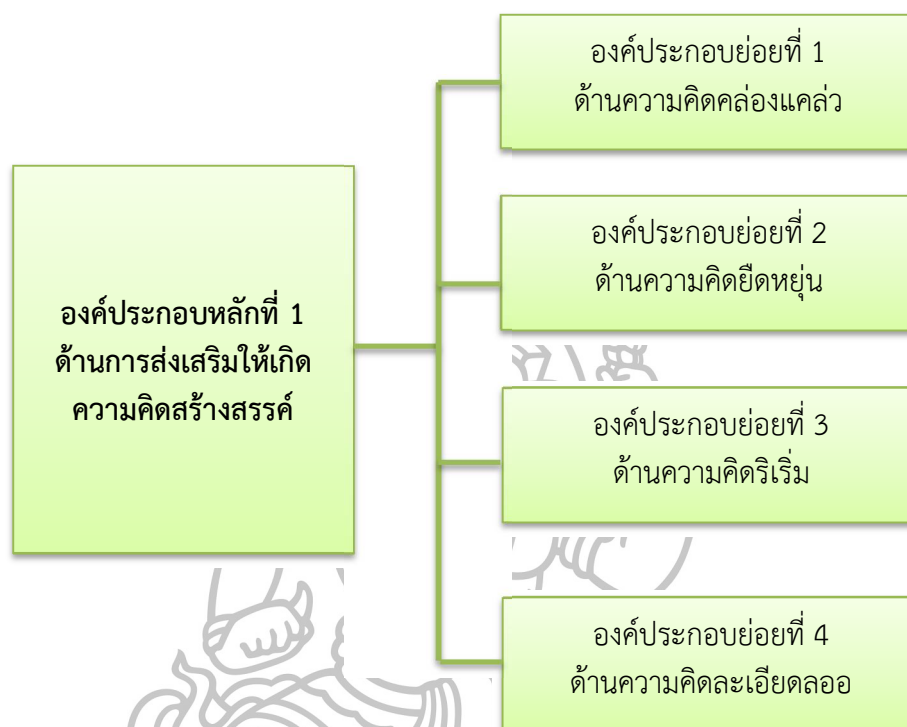 องค์ประกอบหลักที่ 1
ด้านการส่งเสริมให้เกิด
ความคิดสร้างสรรค์
องค์ประกอบย่อยที่ 1
ด้านความคิดคล่องแคล่ว
องค์ประกอบย่อยที่ 2
ด้านความคิดยืดหยุ่น
องค์ประกอบย่อยที่ 3
ด้านความคิดริเริ่ม
องค์ประกอบย่อยที่ 4
ด้านความคิดละเอียดลออ